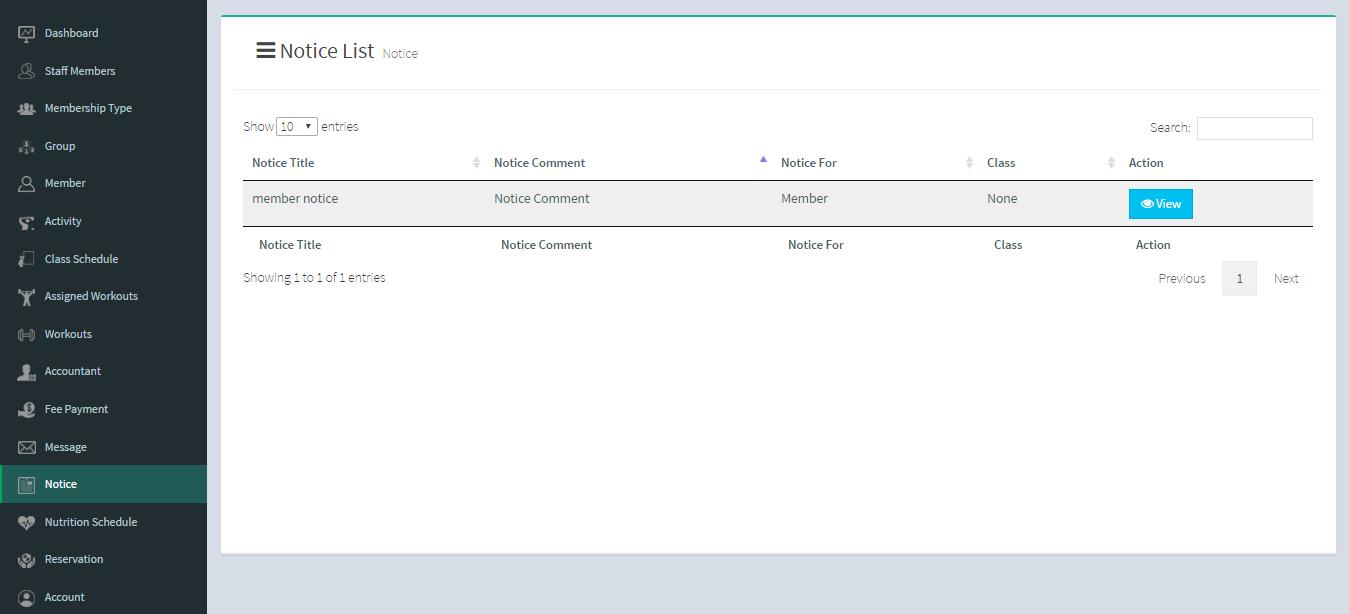 Dashboard
Staff Members
Membership Type
Group
Member
Activity
Class Schedule
Assigned Workouts
Workouts
Accountant
Fee Payment
Message
Notice
Nutrition Schedule
Reservation
Account
Notice List Notice
Show 10 entries Search:
Notice Title Notice Comment Notice For Class Action
member notice Notice Comment Member None View
Notice Title Notice Comment Notice For Class Action
Showing 1 to 1 of 1 entries Previous 1 Next